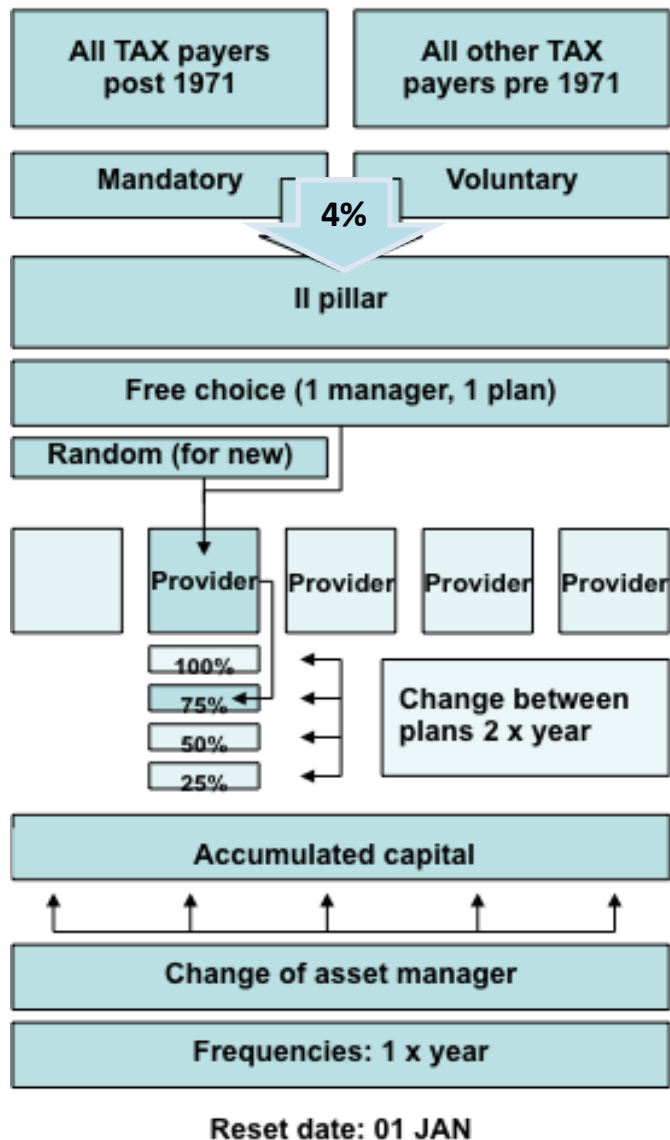 All TAX payers
post 1971
All other TAX
payers pre 1971
Mandatory
Voluntary
4%
II pillar
Free choice (1 manager, 1 plan)
Random (for new)
Provider
Provider
Provider
Provider
100%
75%
50%
25%
Change between
plans 2 x year
Accumulated capital
Change of asset manager
Frequencies: 1 x year
Reset date: 01 JAN